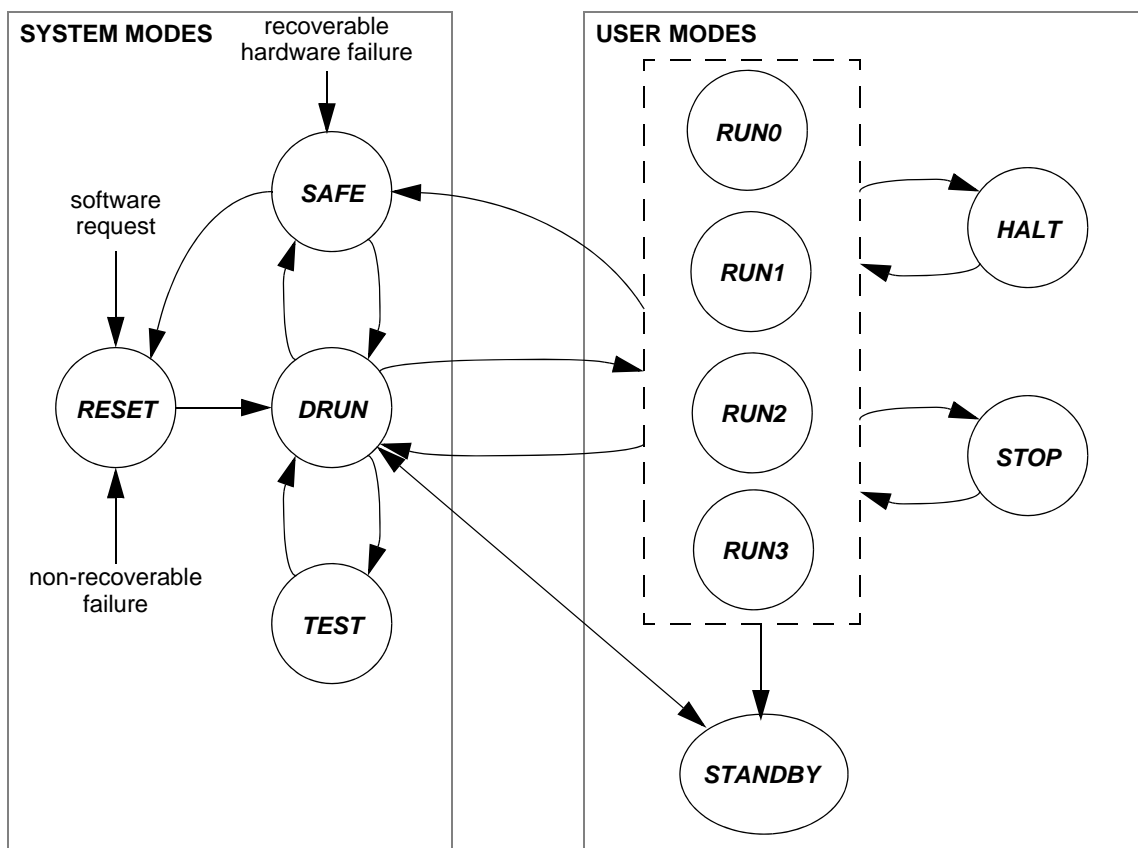 SYSTEM MODES
recoverable
hardware failure
SAFE
software
request
RESET
DRUN
non-recoverable
failure
TEST
USER MODES
RUN0
RUN1
RUN2
RUN3
HALT
STOP
STANDBY